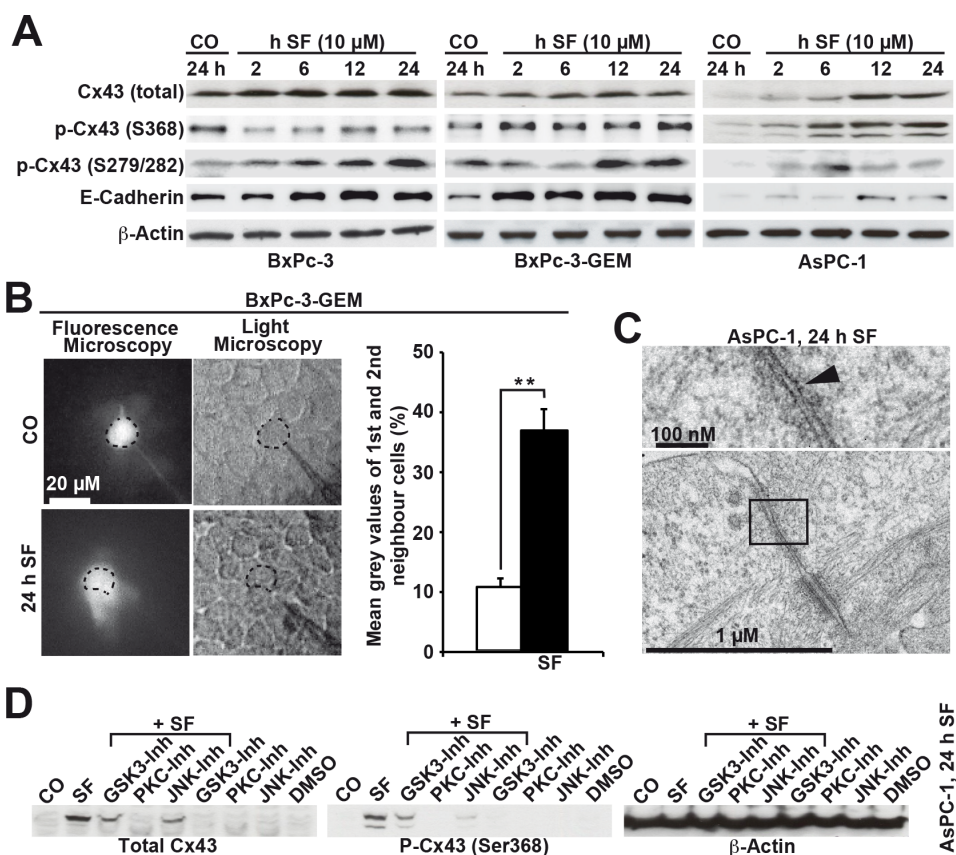 A
CO h SF (10 µM) CO h SF (10 µM) CO h SF (10 µM)
24 h 2 6 12 24 24 h 2 6 12 24 24 h 2 6 12 24
Cx43 (total)
p-Cx43 (S368)
p-Cx43 (S279/282)
E-Cadherin
β-Actin
BxPc-3 BxPc-3-GEM AsPC-1
B
BxPc-3-GEM
Fluorescence Microscopy
Light Microscopy
CO
20 µM
24 h SF
Mean grey values of 1st and 2nd
neighbour cells (%)
50
40
30
20
10
0
**
SF
C
AsPC-1, 24 h SF
100 nM
1 µM
D
+ SF
CO SF GSK3-Inh PKC-Inh JNK-Inh GSK3-Inh PKC-Inh JNK-Inh DMSO
Total Cx43
+ SF
CO SF GSK3-Inh PKC-Inh JNK-Inh GSK3-Inh PKC-Inh JNK-Inh DMSO
P-Cx43 (Ser368)
+ SF
CO SF GSK3-Inh PKC-Inh JNK-Inh GSK3-Inh PKC-Inh JNK-Inh DMSO
β-Actin
AsPC-1, 24 h SF